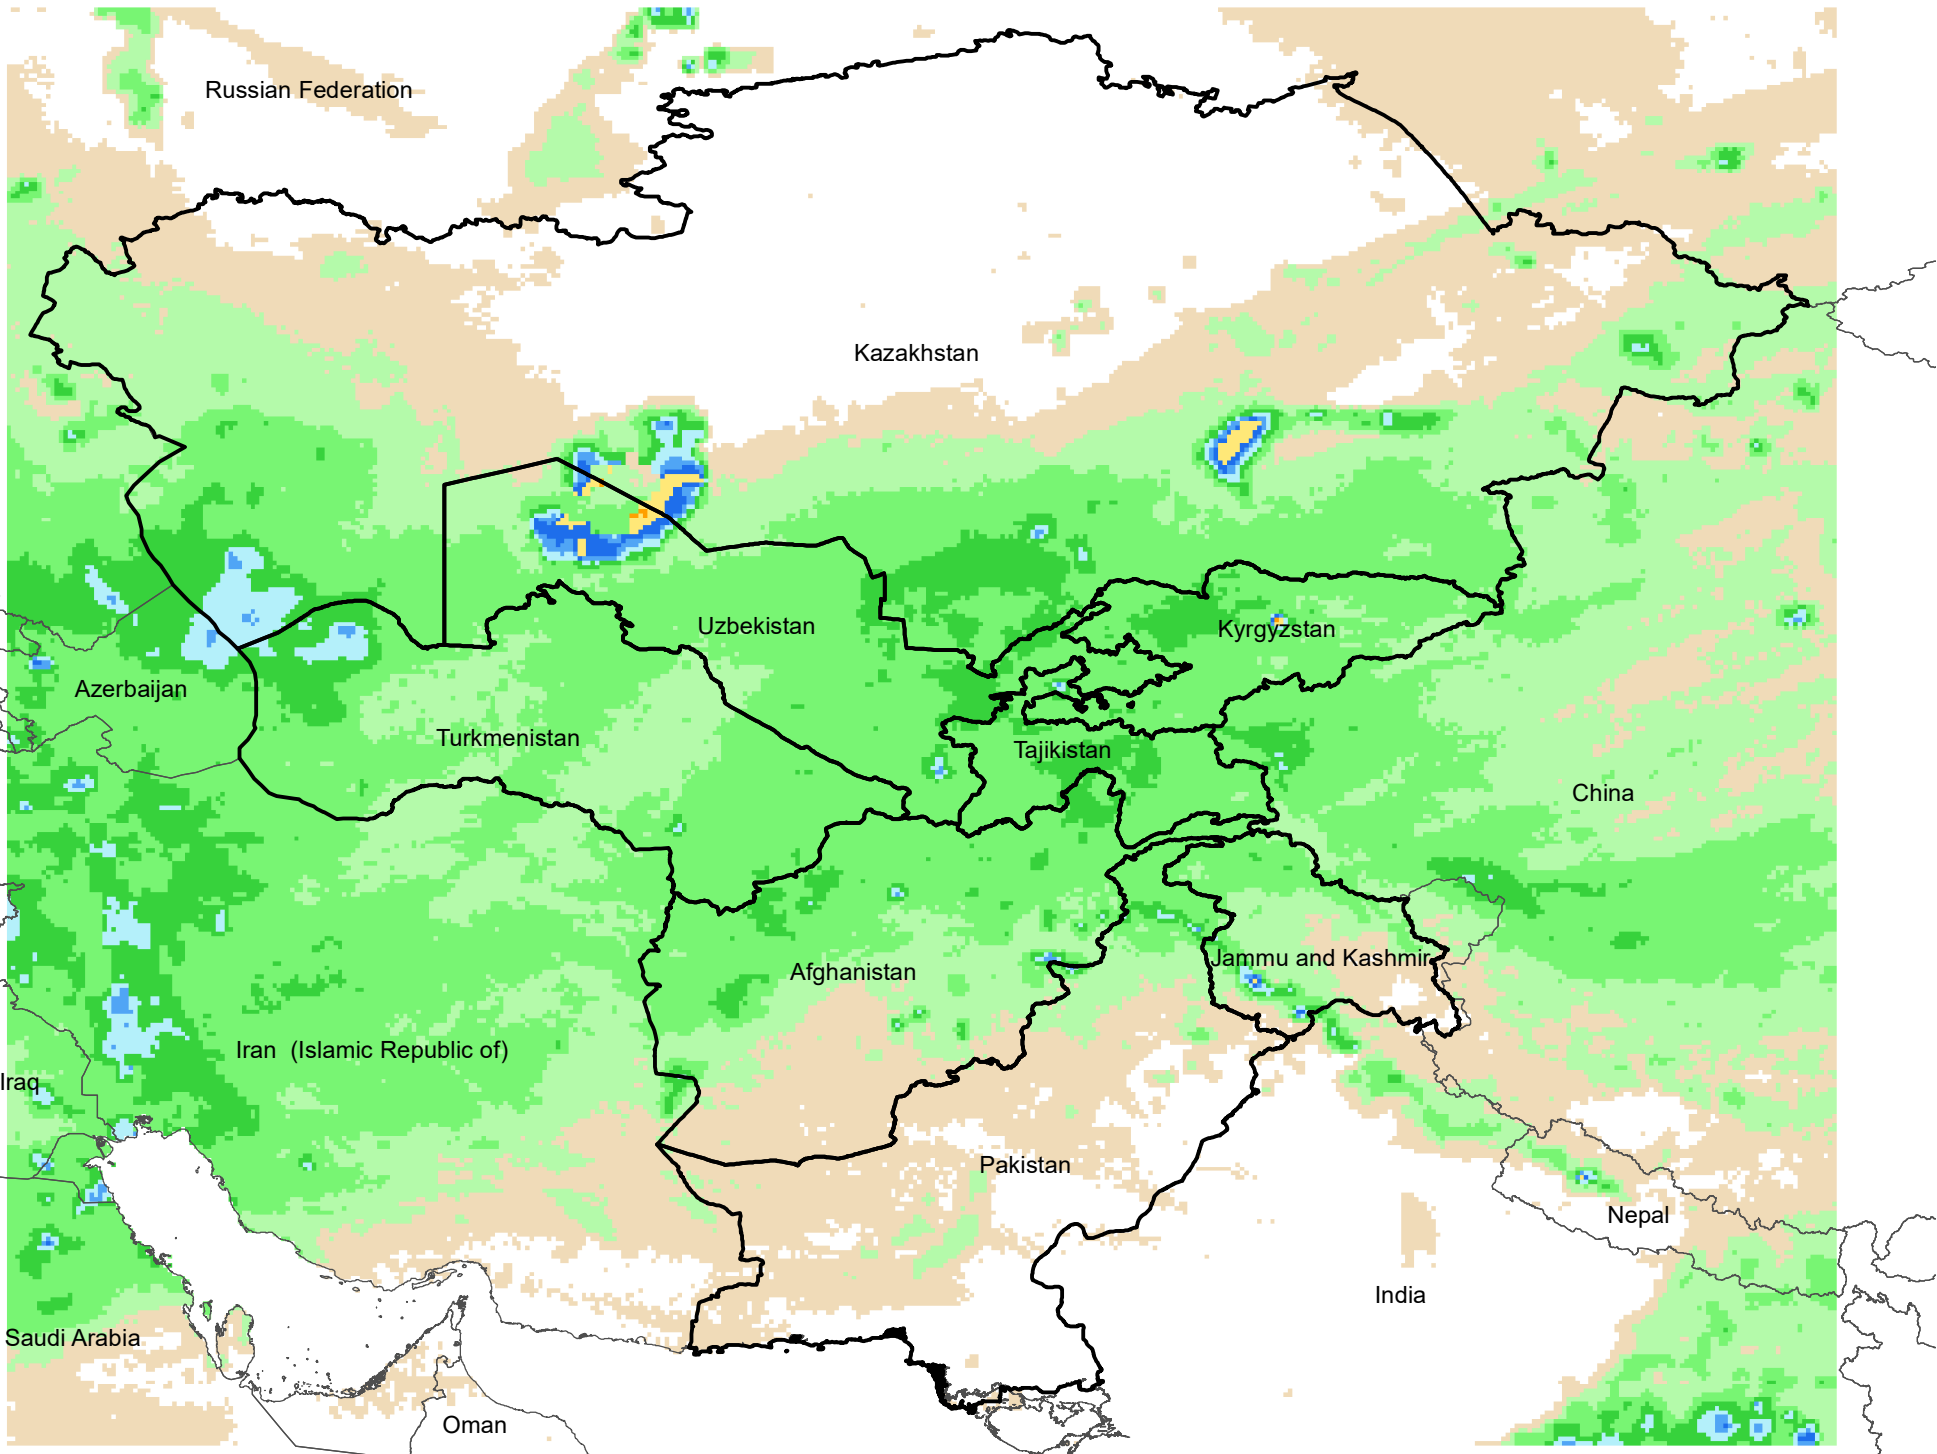 Russian Federation
Kazakhstan
Uzbekistan
Kyrgyzstan
Azerbaijan
Turkmenistan
Tajikistan
China
Jammu and Kashmir
Afghanistan
Iran  (Islamic Republic of)
Iraq
Pakistan
Nepal
India
Saudi Arabia
Oman